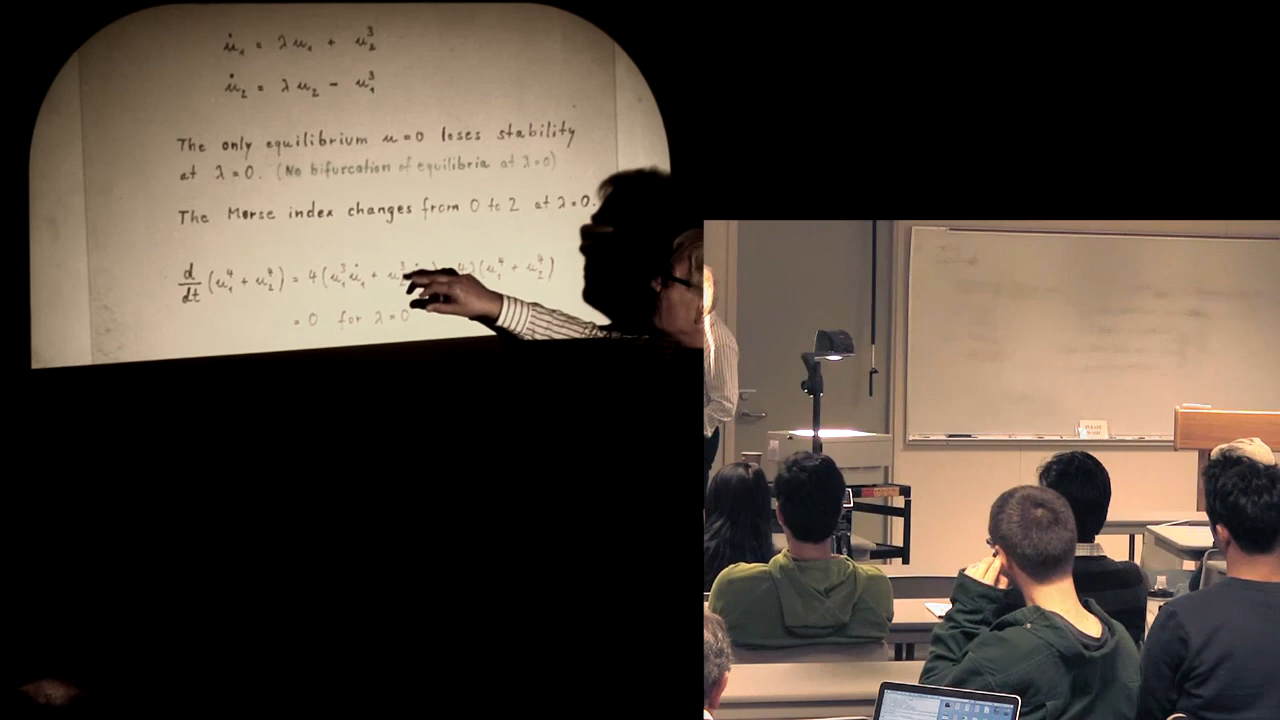 u̇₁ = λu₁ + u₂³
u̇₂ = λu₂ - u₁³
The only equilibrium u=0 loses stability
at λ=0. (No bifurcation of equilibria at λ=0)
The Morse index changes from 0 to 2 at λ=0.
d/dt (u₁⁴ + u₂⁴) = 4(u₁³u̇₁ + u₂³ (u₁⁴ + u₂⁴)
= 0 for λ=0